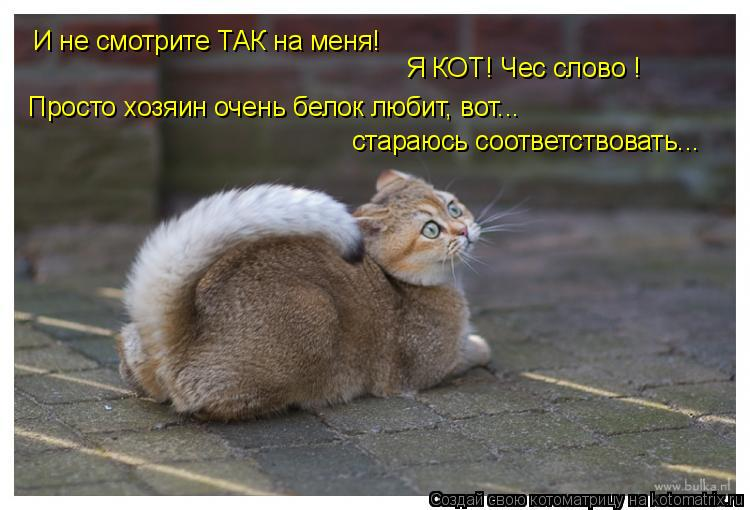 И не смотрите ТАК на меня!
Я КОТ! Чес слово !
Просто хозяин очень белок любит, вот...
стараюсь соответствовать...
www.bulka.nl
Создай свою котоматрицу на kotomatrix.ru